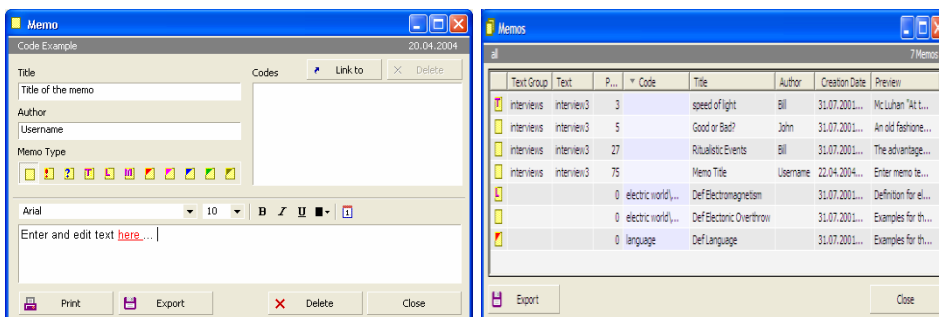 Memo
Code Example 20.04.2004
Title
Title of the memo
Codes
Link to
Delete
Author
Username
Memo Type
Arial 10 B I U 1
Enter and edit text here ...
Print Export Delete Close
Memos
all 7 Memos
Text Group Text P... Code Title Author Creation Date Preview
T interviews interview3 3 speed of light Bill 31.07.2001... Mc Luhan "At t...
interviews interview3 5 Good or Bad? John 31.07.2001... An old fashione...
interviews interview3 27 Ritualistic Events Bill 31.07.2001... The advantage...
interviews interview3 75 Memo Title Username 22.04.2004... Enter memo te...
L 0 electric world\,... Def Electromagnetism 31.07.2001... Definition for el...
0 electric world\,... Def Electonic Overthrow 31.07.2001... Examples for th...
0 language Def Language 31.07.2001... Examples for th...
Export Close